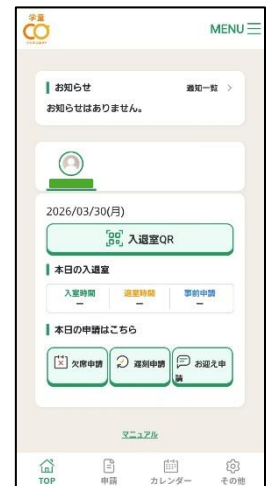 学童
MENU
お知らせ
通知一覧
お知らせはありません。
2026/03/30(月)
入退室QR
本日の入退室
入室時間 退室時間 事前申請
ー ー ー
本日の申請はこちら
欠席申請 遅刻申請 お迎え申請
マニュアル
TOP 申請 カレンダー その他